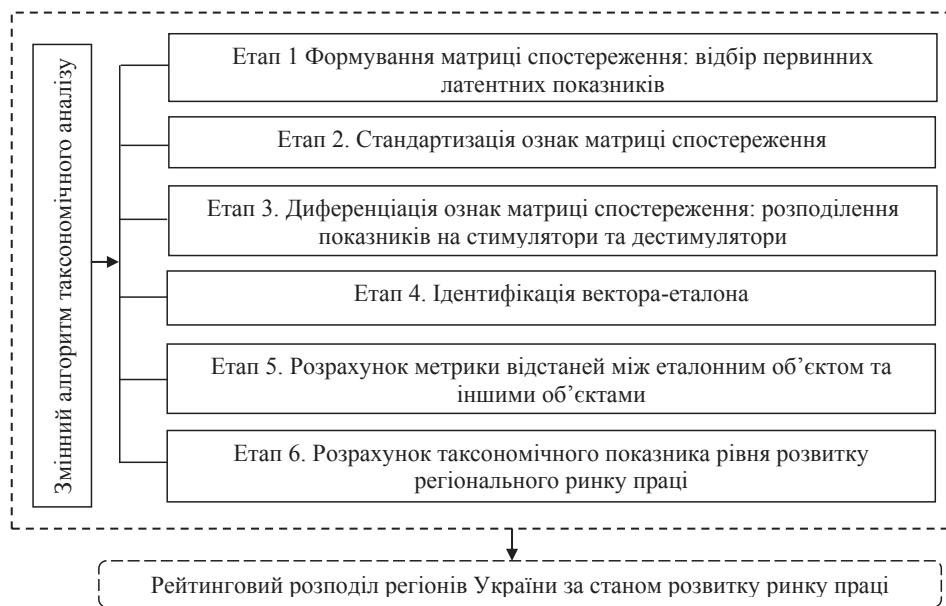 Змінний алгоритм таксономічного аналізу
Етап 1 Формування матриці спостереження: відбір первинних
латентних показників
Етап 2. Стандартизація ознак матриці спостереження
Етап 3. Диференціація ознак матриці спостереження: розподілення
показників на стимулятори та дестимулятори
Етап 4. Ідентифікація вектора-еталона
Етап 5. Розрахунок метрики відстаней між еталонним об’єктом та
іншими об’єктами
Етап 6. Розрахунок таксономічного показника рівня розвитку
регіонального ринку праці
Рейтинговий розподіл регіонів України за станом розвитку ринку праці